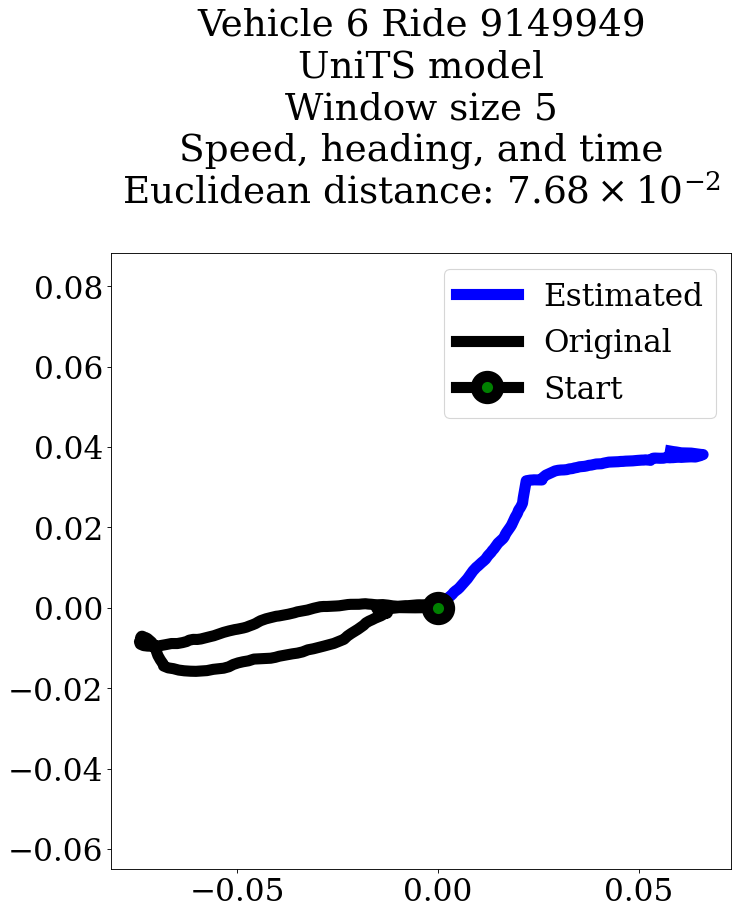 Vehicle 6 Ride 9149949
UniTS model
Window size 5
Speed, heading, and time
Euclidean distance: 7.68 × 10⁻²
Estimated
Original
Start
0.08
0.06
0.04
0.02
0.00
−0.02
−0.04
−0.06
−0.05 0.00 0.05